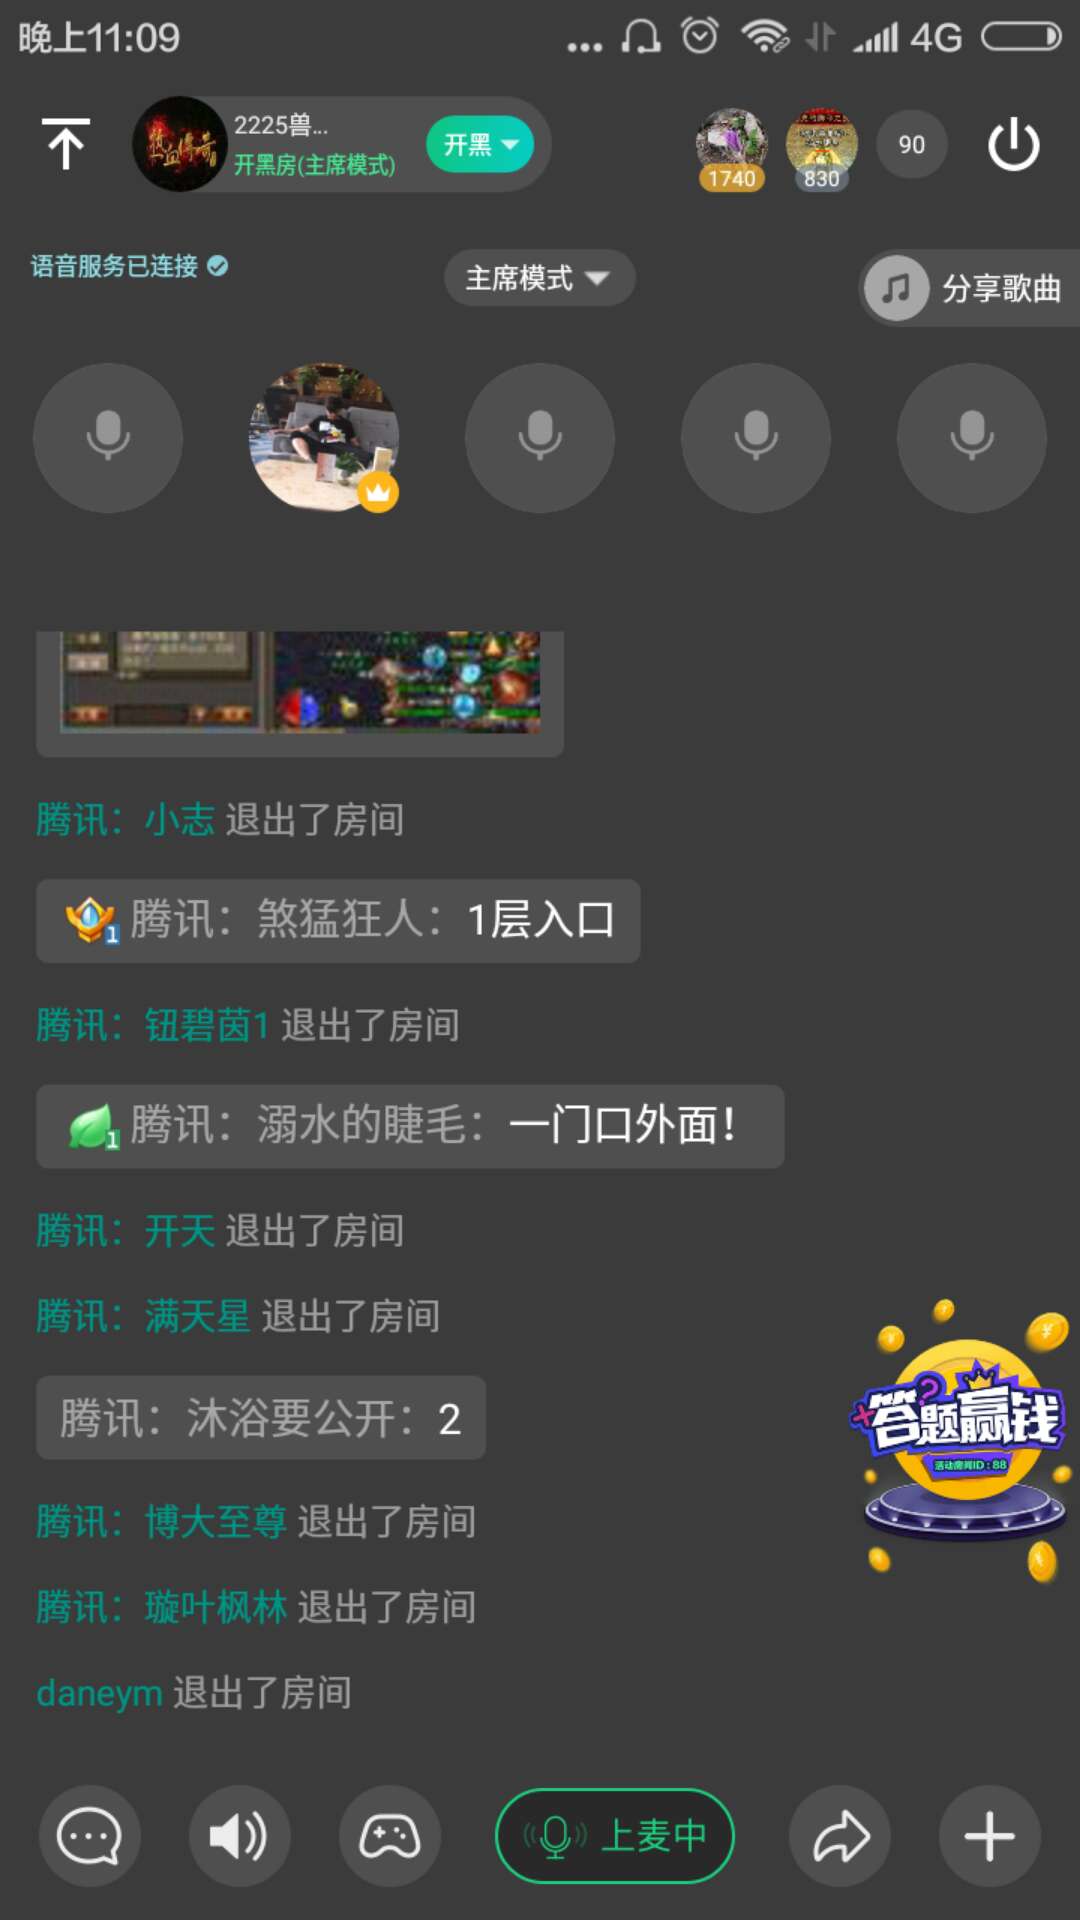 晚上11:09
4G
热血传奇
2225兽...
开黑房(主席模式)
开黑
1740
830
90
语音服务已连接
主席模式
分享歌曲
腾讯：小志 退出了房间
1 腾讯：煞猛狂人：1层入口
腾讯：钮碧茵1 退出了房间
1 腾讯：溺水的睫毛：一门口外面！
腾讯：开天 退出了房间
腾讯：满天星 退出了房间
腾讯：沐浴要公开：2
答题赢钱
活动房间ID:88
腾讯：博大至尊 退出了房间
腾讯：璇叶枫林 退出了房间
daneym 退出了房间
上麦中